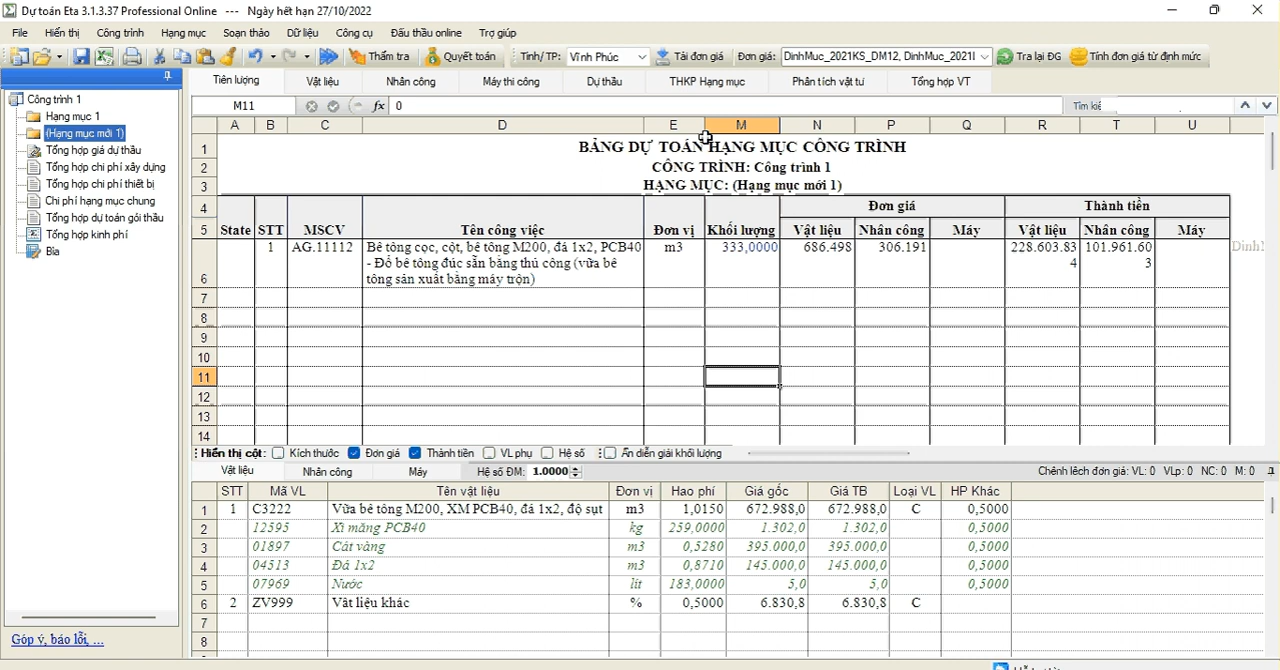 Dự toán Eta 3.1.3.37 Professional Online --- Ngày hết hạn 27/10/2022
File Hiển thị Công trình Hạng mục Soạn thảo Dữ liệu Công cụ Đấu thầu online Trợ giúp
Thẩm tra Quyết toán Tỉnh/TP: Vĩnh Phúc Tải đơn giá Đơn giá: DinhMuc_2021KS_DM12, DinhMuc_2021I Tra lại ĐG Tính đơn giá từ định mức
Tiên lượng Vật liệu Nhân công Máy thi công Dự thầu THKP Hạng mục Phân tích vật tư Tổng hợp VT
M11 fx 0
Công trình 1
Hạng mục 1
(Hạng mục mới 1)
Tổng hợp giá dự thầu
Tổng hợp chi phí xây dựng
Tổng hợp chi phí thiết bị
Chi phí hạng mục chung
Tổng hợp dự toán gói thầu
Tổng hợp kinh phí
Bìa
Góp ý, báo lỗi, ...
A B C D E M N P Q R T U
1 BẢNG DỰ TOÁN HẠNG MỤC CÔNG TRÌNH
2 CÔNG TRÌNH: Công trình 1
3 HẠNG MỤC: (Hạng mục mới 1)
4 Đơn giá Thành tiền
5 State STT MSCV Tên công việc Đơn vị Khối lượng Vật liệu Nhân công Máy Vật liệu Nhân công Máy
6 1 AG.11112 Bê tông cọc, cột, bê tông M200, đá 1x2, PCB40 m3 333,0000 686.498 306.191 228.603.83 101.961.60
- Đổ bê tông đúc sẵn bằng thủ công (vữa bê 4 3
tông sản xuất bằng máy trộn)
7
8
9
10
11
12
13
14
Hiển thị cột: Kích thước Đơn giá Thành tiền VL phụ Hệ số Ẩn diễn giải khối lượng
Vật liệu Nhân công Máy Hệ số ĐM: 1.0000 Chênh lệch đơn giá: VL: 0 VLp: 0 NC: 0 M: 0
STT Mã VL Tên vật liệu Đơn vị Hao phí Giá gốc Giá TB Loại VL HP Khác
1 1 C3222 Vữa bê tông M200, XM PCB40, đá 1x2, độ sụt m3 1,0150 672.988,0 672.988,0 C 0,5000
2 12595 Xi măng PCB40 kg 259,0000 1.302,0 1.302,0 0,5000
3 01897 Cát vàng m3 0,5280 395.000,0 395.000,0 0,5000
4 04513 Đá 1x2 m3 0,8710 145.000,0 145.000,0 0,5000
5 07969 Nước lít 183,0000 5,0 5,0 0,5000
6 2 ZV999 Vật liệu khác % 0,5000 6.830,8 6.830,8 C
7
8